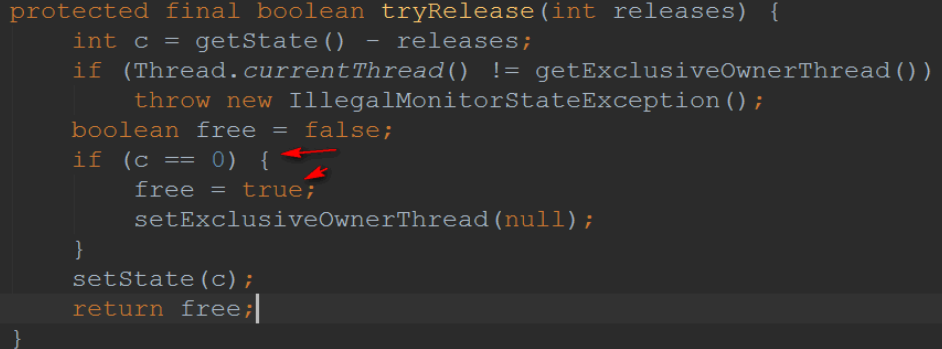 protected final boolean tryRelease(int releases) {
    int c = getState() - releases;
    if (Thread.currentThread() != getExclusiveOwnerThread())
        throw new IllegalMonitorStateException();
    boolean free = false;
    if (c == 0) {
        free = true;
        setExclusiveOwnerThread(null);
    }
    setState(c);
    return free;
}